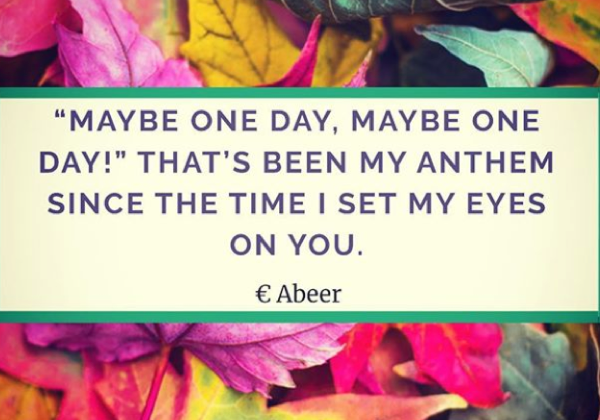 “MAYBE ONE DAY, MAYBE ONE
DAY!” THAT’S BEEN MY ANTHEM
SINCE THE TIME I SET MY EYES
ON YOU.
€ Abeer